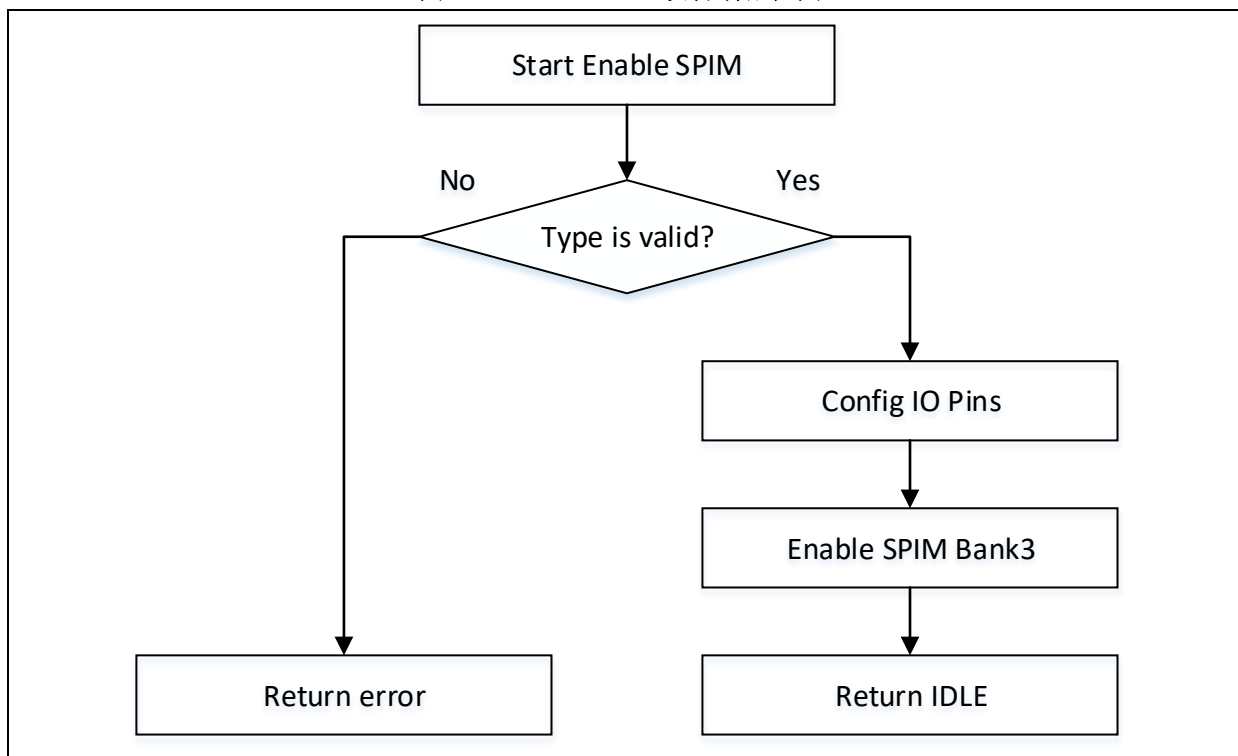 Start Enable SPIM
No
Yes
Type is valid?
Config IO Pins
Enable SPIM Bank3
Return error
Return IDLE